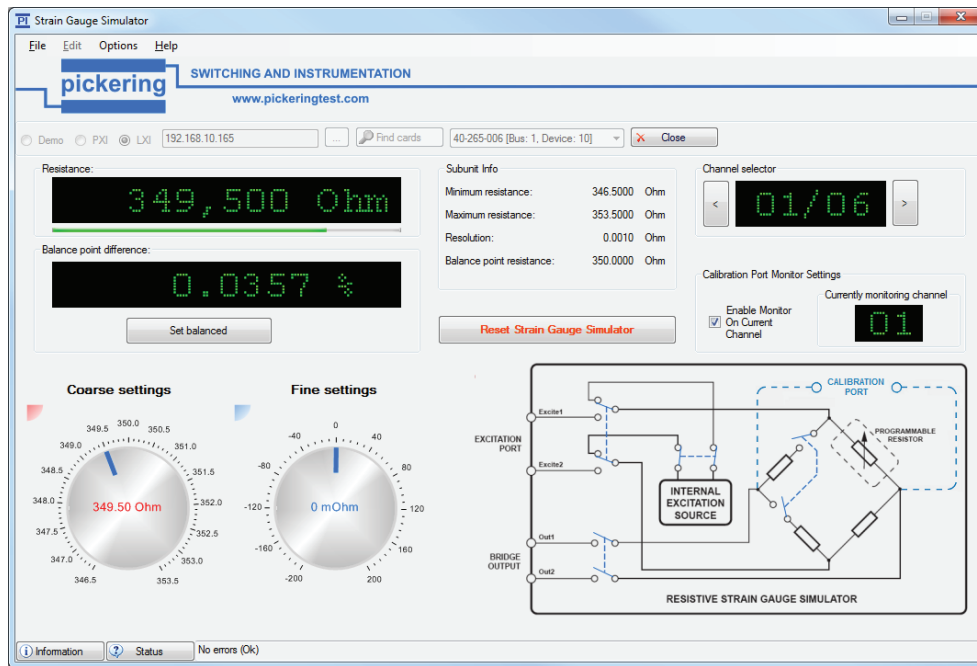 PI Strain Gauge Simulator
File Edit Options Help
pickering
SWITCHING AND INSTRUMENTATION
www.pickeringtest.com
Demo PXI LXI 192.168.10.165 ... Find cards 40-265-006 [Bus: 1, Device: 10] Close
Resistance:
349,500 Ohm
Balance point difference:
0.0357 %
Set balanced
Subunit Info
Minimum resistance: 346.5000 Ohm
Maximum resistance: 353.5000 Ohm
Resolution: 0.0010 Ohm
Balance point resistance: 350.0000 Ohm
Reset Strain Gauge Simulator
Channel selector
< 01/06 >
Calibration Port Monitor Settings
Enable Monitor
On Current
Channel
Currently monitoring channel
01
Coarse settings
346.5
347.0
347.5
348.0
348.5
349.0
349.5
350.0
350.5
351.0
351.5
352.0
352.5
353.0
353.5
349.50 Ohm
Fine settings
-200
-160
-120
-80
-40
0
40
80
120
160
200
0 mOhm
EXCITATION
PORT
Excite1
Excite2
INTERNAL
EXCITATION
SOURCE
CALIBRATION
PORT
PROGRAMMABLE
RESISTOR
BRIDGE
OUTPUT
Out1
Out2
RESISTIVE STRAIN GAUGE SIMULATOR
Information Status No errors (Ok)